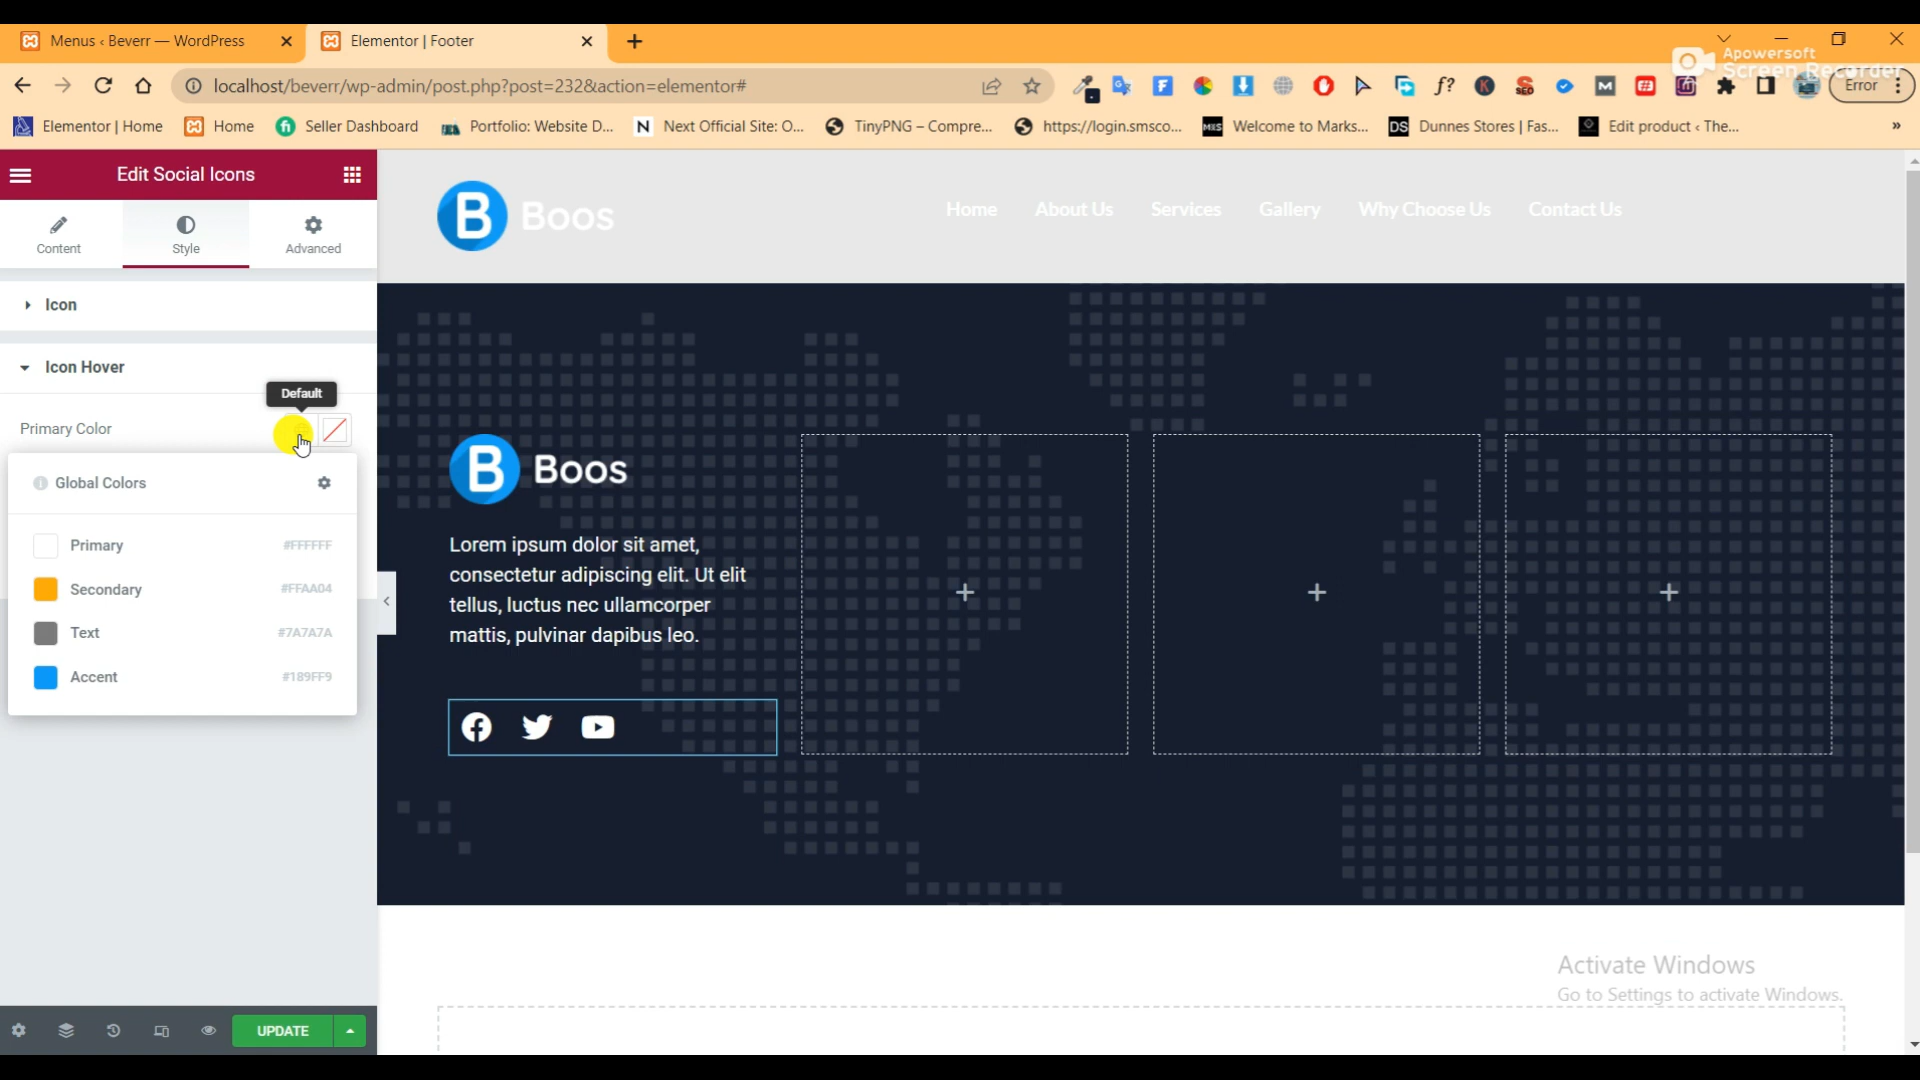 Menus ‹ Beverr — WordPress
Elementor | Footer
Apowersoft
Screen Recorder
localhost/beverr/wp-admin/post.php?post=232&action=elementor#
Error
Elementor | Home
Home
Seller Dashboard
Portfolio: Website D...
Next Official Site: O...
TinyPNG – Compre...
https://login.smsco...
Welcome to Marks...
Dunnes Stores | Fas...
Edit product ‹ The...
Edit Social Icons
Content
Style
Advanced
Icon
Icon Hover
Default
Primary Color
Global Colors
Primary #FFFFFF
Secondary #FFAA04
Text #7A7A7A
Accent #189FF9
UPDATE
B Boos
Home
About Us
Services
Gallery
Why Choose Us
Contact Us
B Boos
Lorem ipsum dolor sit amet,
consectetur adipiscing elit. Ut elit
tellus, luctus nec ullamcorper
mattis, pulvinar dapibus leo.
Activate Windows
Go to Settings to activate Windows.